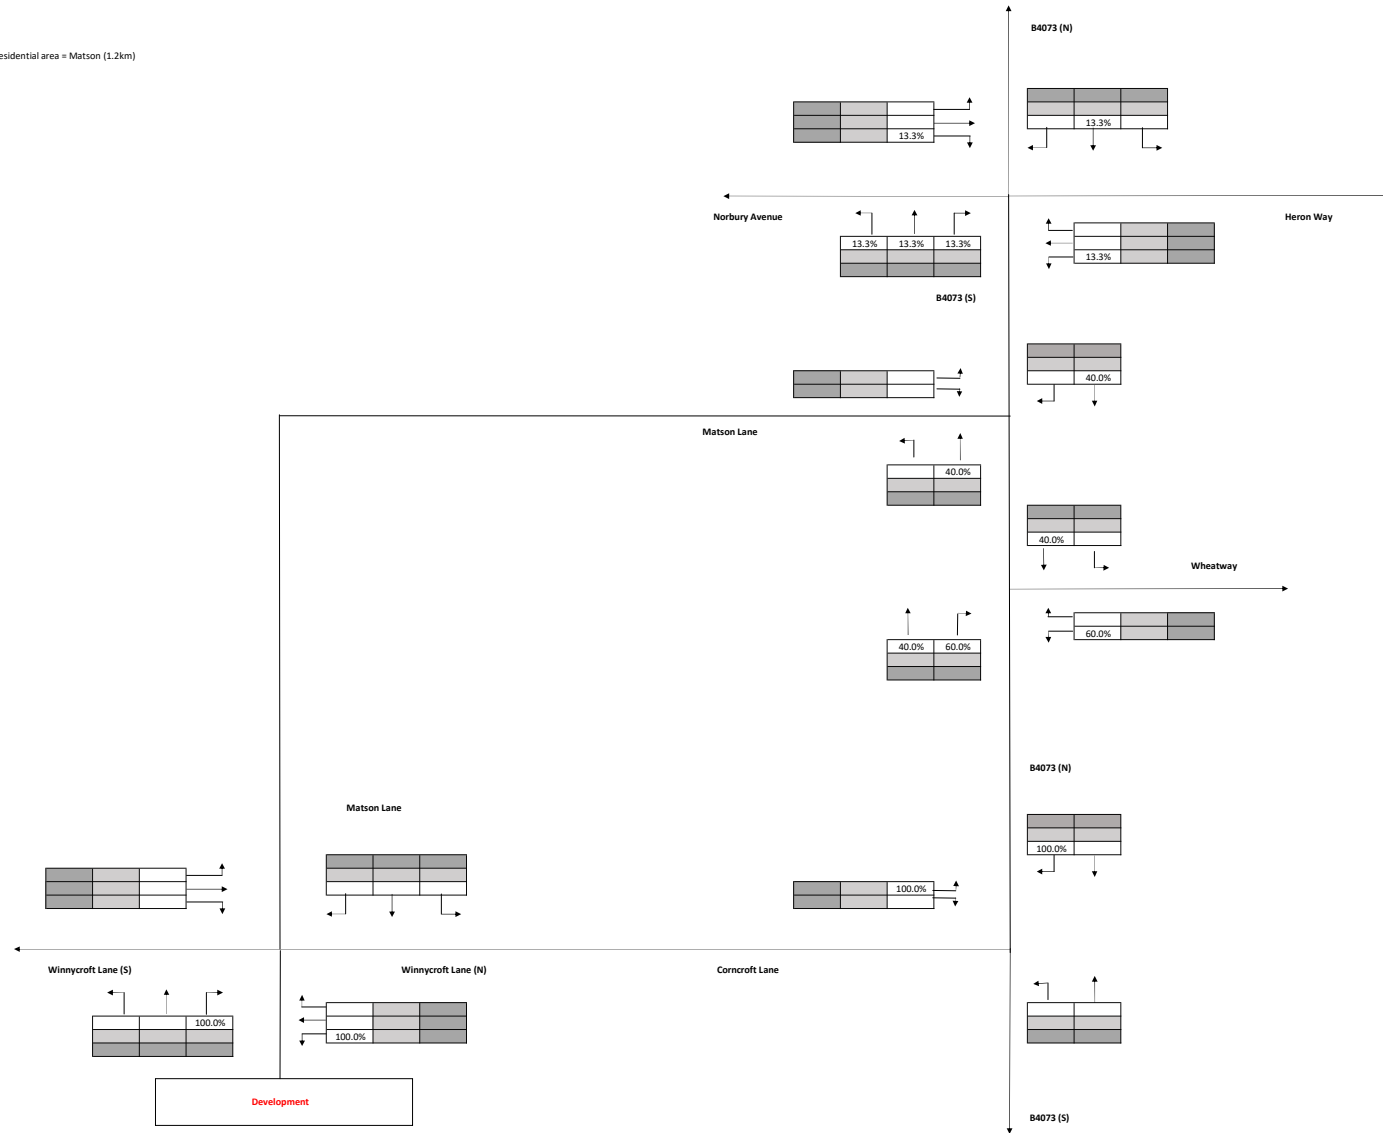 B4073 (N)
esidential area = Matson (1.2km)
13.3%
13.3%
Norbury Avenue
Heron Way
13.3% 13.3% 13.3%
13.3%
B4073 (S)
40.0%
Matson Lane
40.0%
40.0%
Wheatway
60.0%
40.0% 60.0%
B4073 (N)
Matson Lane
100.0%
100.0%
Winnycroft Lane (S)
Winnycroft Lane (N)
Corncroft Lane
100.0%
100.0%
Development
B4073 (S)